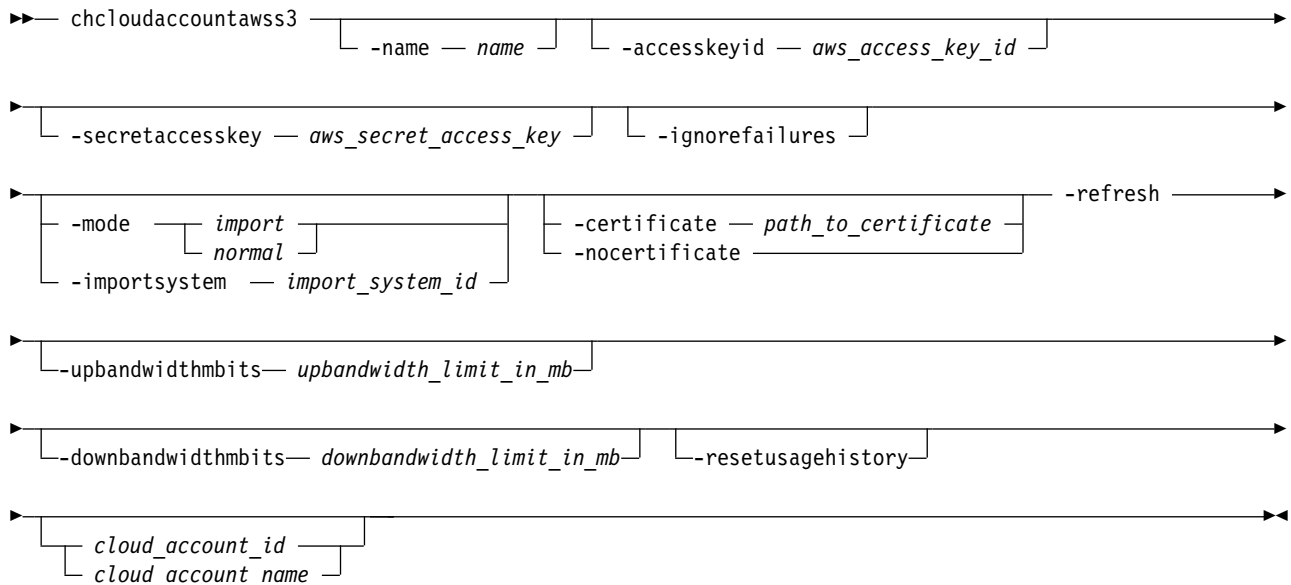 chcloudaccountawss3
-name name -accesskeyid aws_access_key_id
-secretaccesskey aws_secret_access_key -ignorefailures
-refresh
-mode import -certificate path_to_certificate
normal -nocertificate
-importsystem import_system_id
-upbandwidthmbits upbandwidth_limit_in_mb
-downbandwidthmbits downbandwidth_limit_in_mb -resetusagehistory
cloud_account_id
cloud_account_name